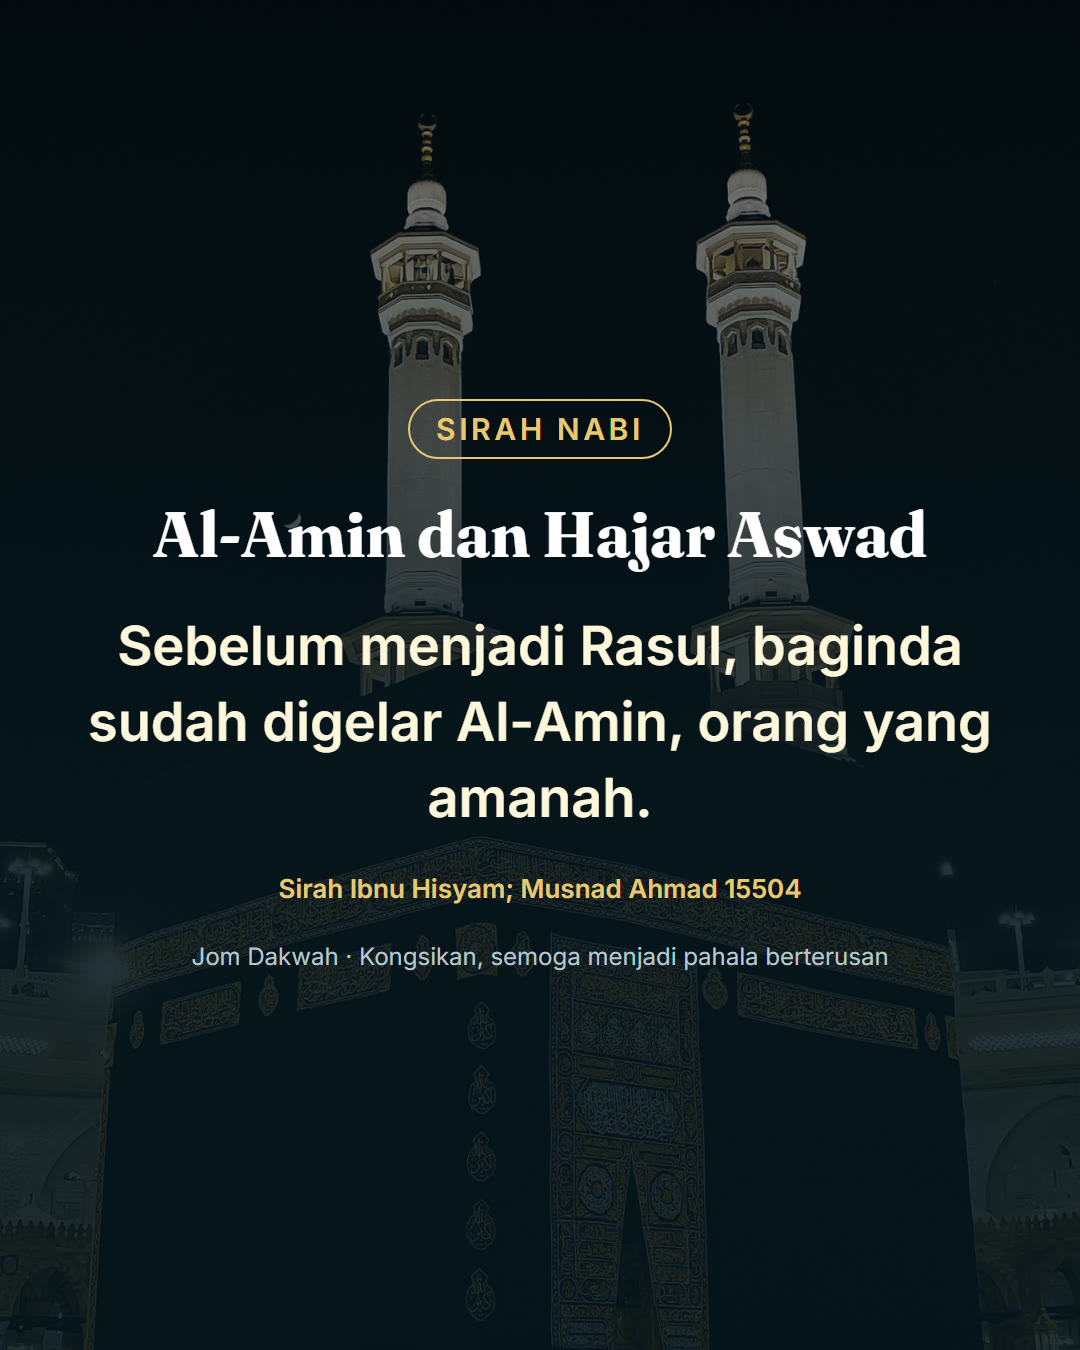 SIRAH NABI
Al-Amin dan Hajar Aswad
Sebelum menjadi Rasul, baginda
sudah digelar Al-Amin, orang yang
amanah.
Sirah Ibnu Hisyam; Musnad Ahmad 15504
Jom Dakwah · Kongsikan, semoga menjadi pahala berterusan